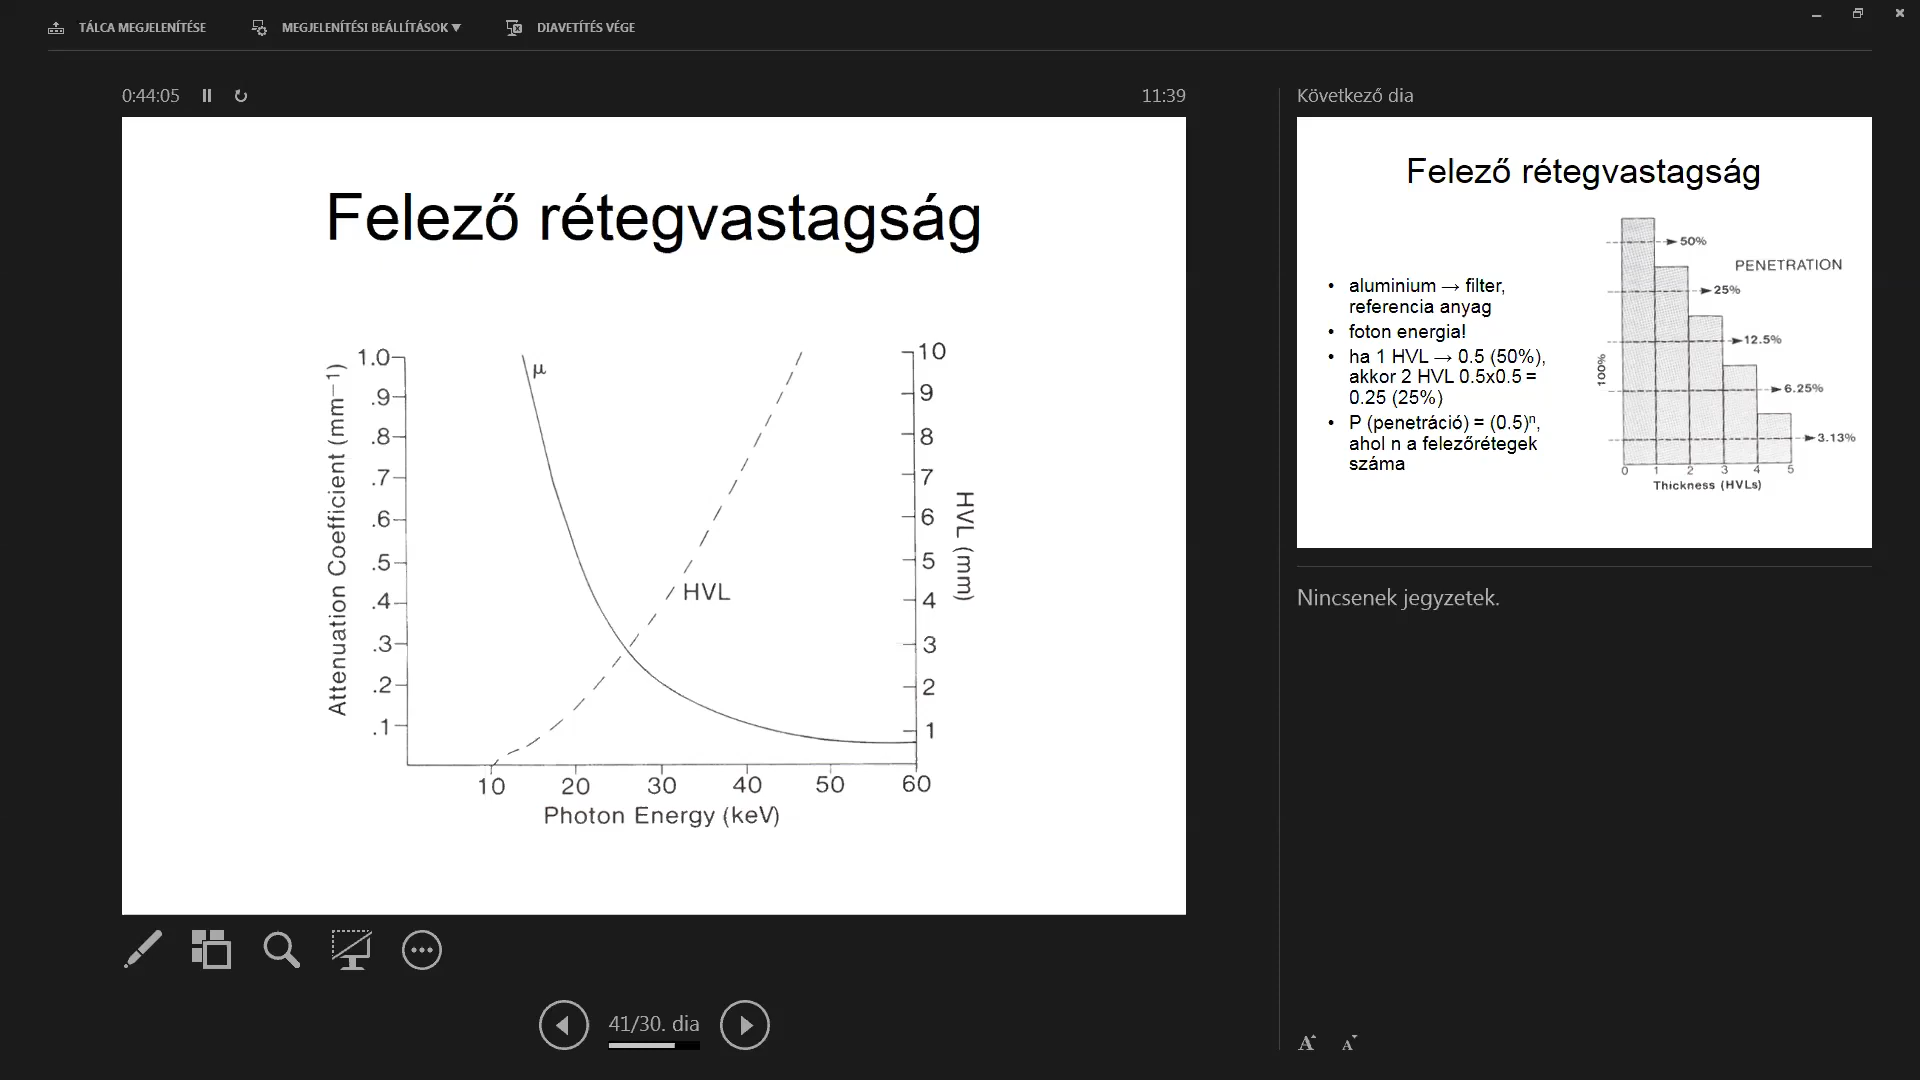 TÁLCA MEGJELENÍTÉSE
MEGJELENÍTÉSI BEÁLLÍTÁSOK ▼
DIAVETÍTÉS VÉGE
0:44:05
11:39
Felező rétegvastagság
Attenuation Coefficient (mm−1)
1.0
.9
.8
.7
.6
.5
.4
.3
.2
.1
μ
HVL
10
9
8
7
6
5
4
3
2
1
HVL (mm)
10 20 30 40 50 60
Photon Energy (keV)
41/30. dia
Következő dia
Felező rétegvastagság
• aluminium → filter,
referencia anyag
• foton energia!
• ha 1 HVL → 0.5 (50%),
akkor 2 HVL 0.5x0.5 =
0.25 (25%)
• P (penetráció) = (0.5)ⁿ,
ahol n a felezőrétegek
száma
100%
50%
PENETRATION
25%
12.5%
6.25%
3.13%
0 1 2 3 4 5
Thickness (HVLs)
Nincsenek jegyzetek.
A A